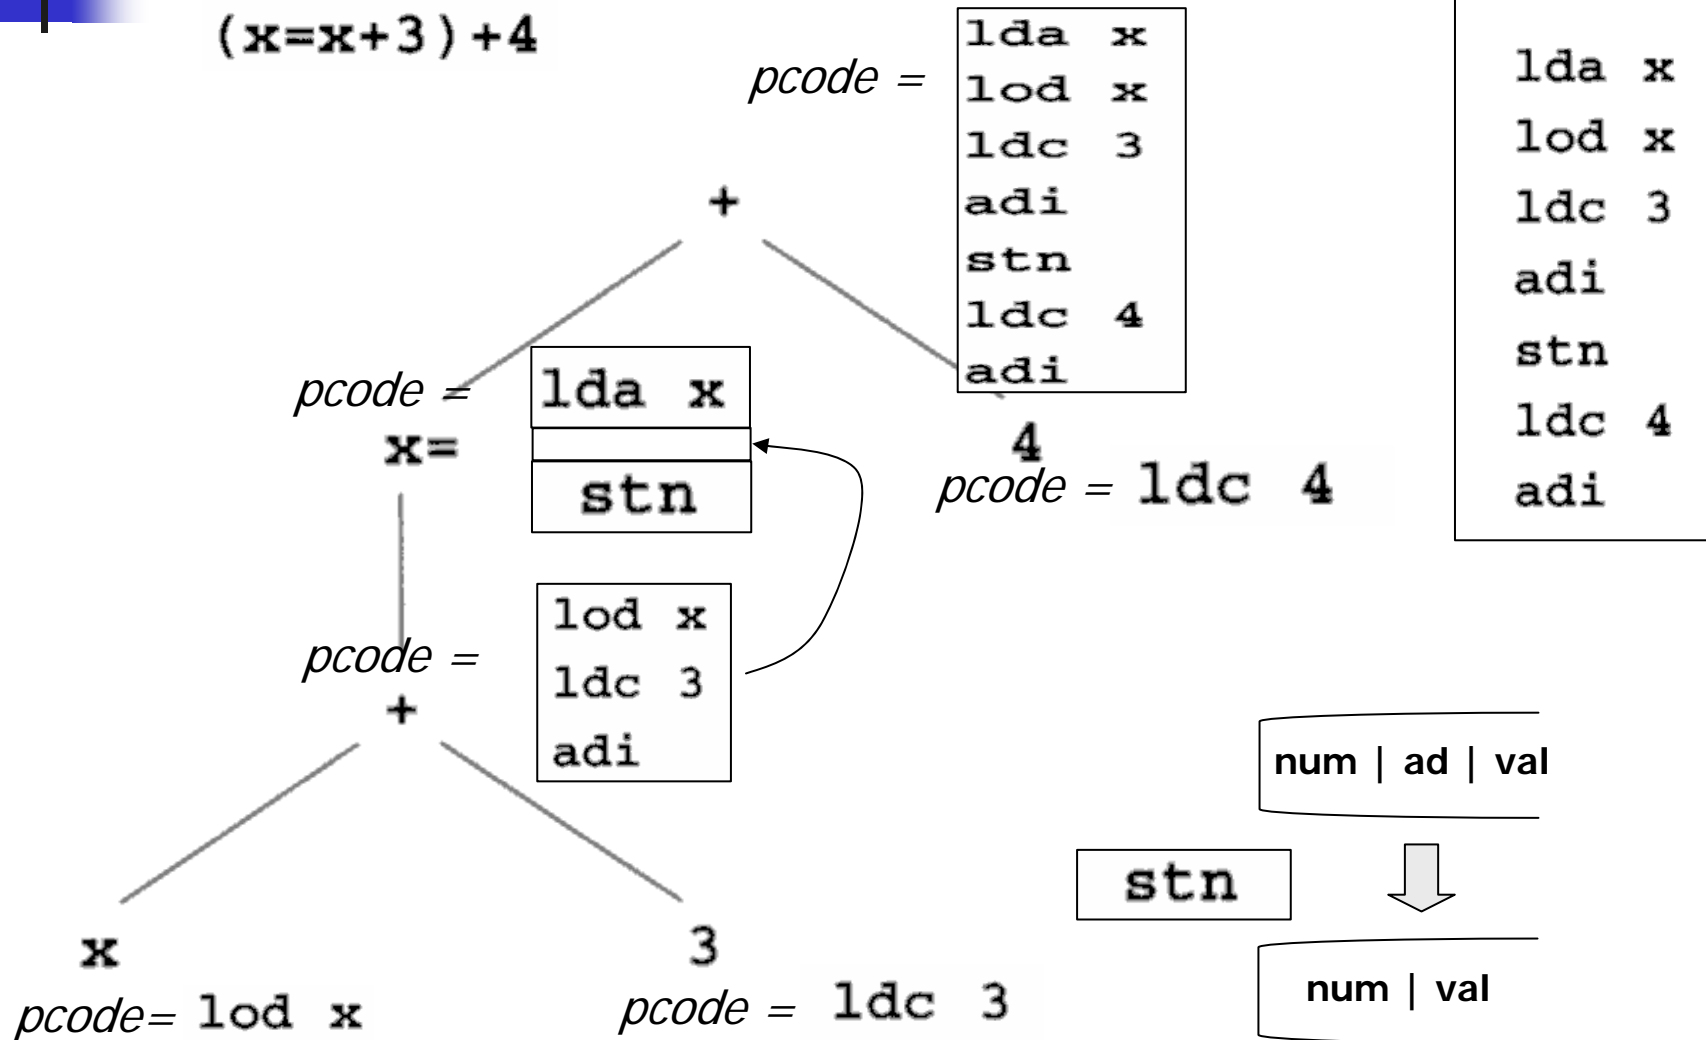 (x=x+3)+4
pcode =
lda x
lod x
ldc 3
adi
stn
ldc 4
adi
lda x
lod x
ldc 3
adi
stn
ldc 4
adi
+
pcode =
lda x
stn
x=
4
pcode = ldc 4
pcode =
lod x
ldc 3
adi
+
x
pcode= lod x
3
pcode = ldc 3
num | ad | val
stn
num | val